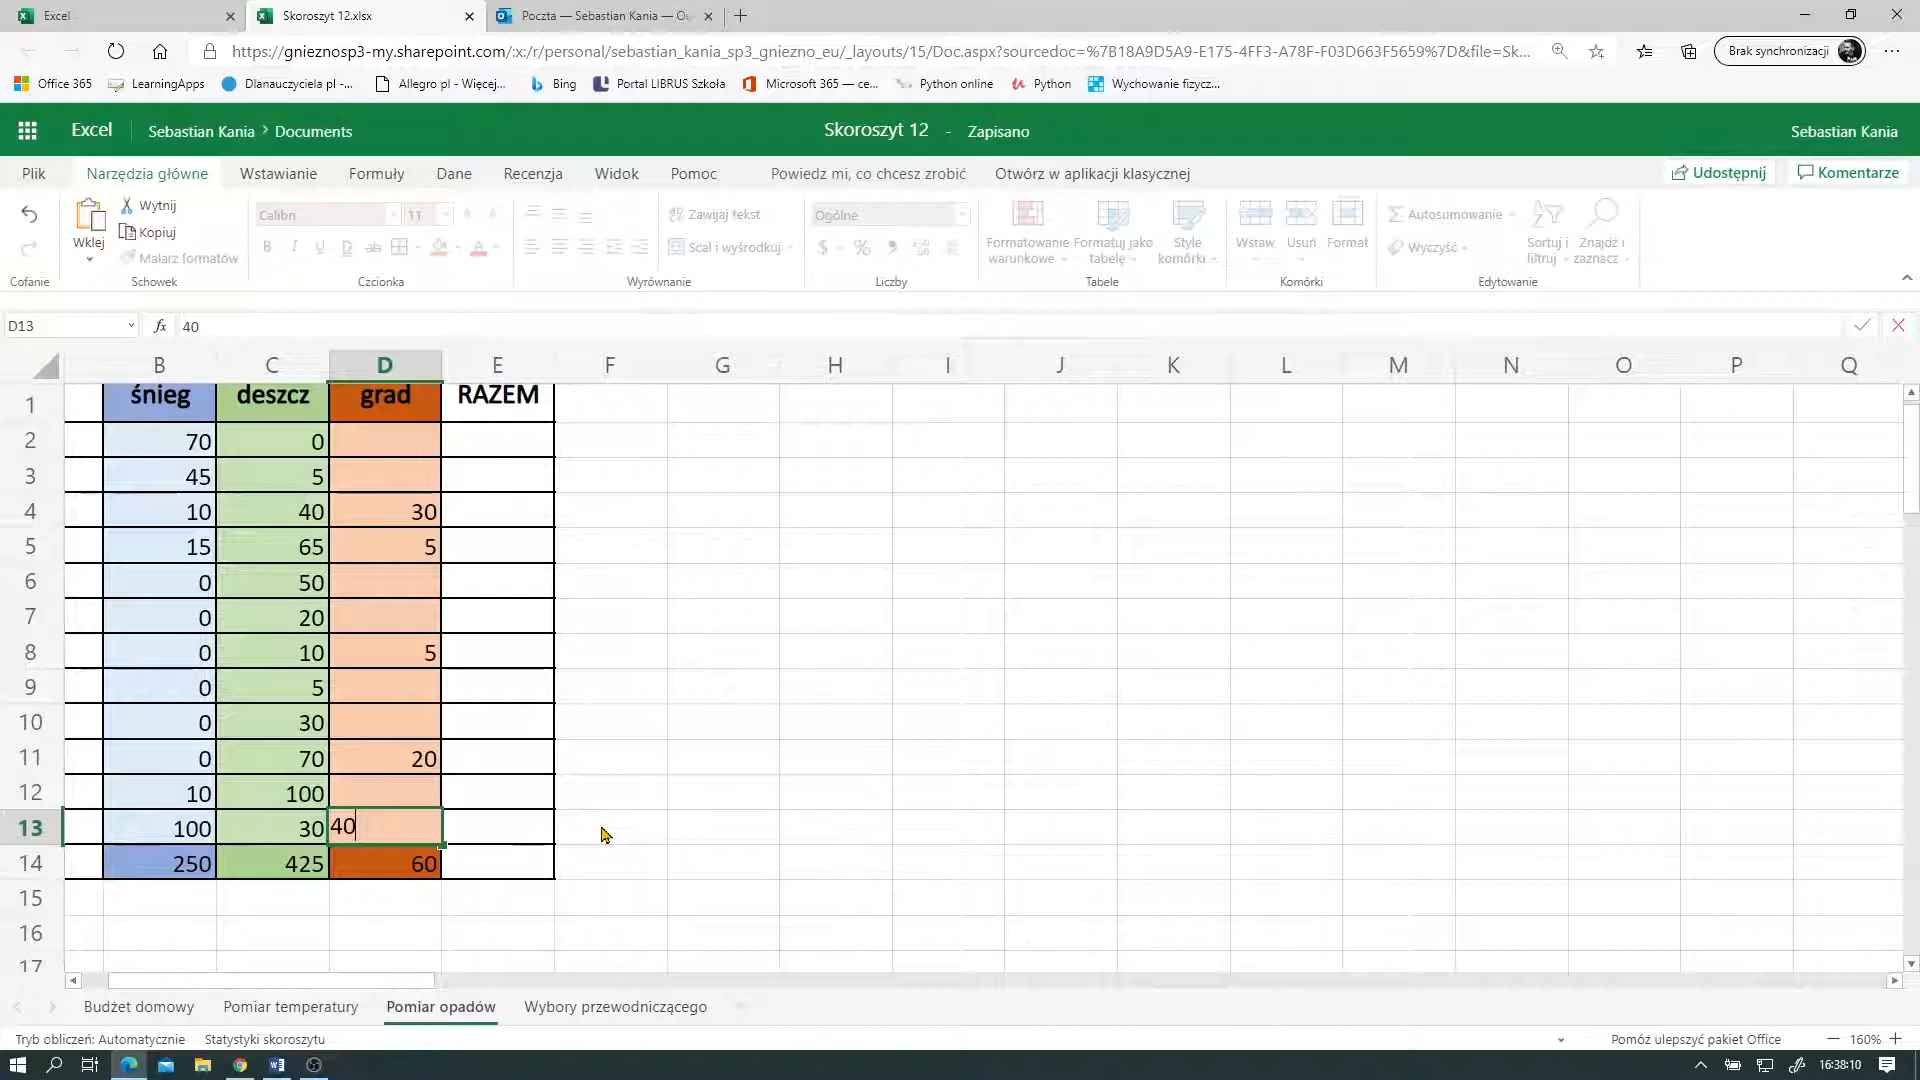 Excel
Skoroszyt 12.xlsx
Poczta — Sebastian Kania — Ou
https://gnieznosp3-my.sharepoint.com/:x:/r/personal/sebastian_kania_sp3_gniezno_eu/_layouts/15/Doc.aspx?sourcedoc=%7B18A9D5A9-E175-4FF3-A78F-F03D663F5659%7D&file=Sk...
Brak synchronizacji
Office 365
LearningApps
Dlanauczyciela pl -...
Allegro pl - Więcej...
Bing
Portal LIBRUS Szkoła
Microsoft 365 — ce...
Python online
Python
Wychowanie fizycz...
Excel
Sebastian Kania > Documents
Skoroszyt 12 - Zapisano
Sebastian Kania
Plik
Narzędzia główne
Wstawianie
Formuły
Dane
Recenzja
Widok
Pomoc
Powiedz mi, co chcesz zrobić
Otwórz w aplikacji klasycznej
Udostępnij
Komentarze
Wklej
Wytnij
Kopiuj
Malarz formatów
Calibri
11
B I U D ab
Zawijaj tekst
Scal i wyśrodkuj
Ogólne
$ % 9
Formatowanie warunkowe
Formatuj jako tabelę
Style komórki
Wstaw
Usuń
Format
Autosumowanie
Wyczyść
Sortuj i filtruj
Znajdź i zaznacz
Cofanie
Schowek
Czcionka
Wyrównanie
Liczby
Tabele
Komórki
Edytowanie
D13
fx
40
B C D E F G H I J K L M N O P Q
1 śnieg deszcz grad RAZEM
2 70 0
3 45 5
4 10 40 30
5 15 65 5
6 0 50
7 0 20
8 0 10 5
9 0 5
10 0 30
11 0 70 20
12 10 100
13 100 30 40
14 250 425 60
15
16
17
Budżet domowy
Pomiar temperatury
Pomiar opadów
Wybory przewodniczącego
Tryb obliczeń: Automatycznie
Statystyki skoroszytu
Pomóż ulepszyć pakiet Office
160%
16:38:10